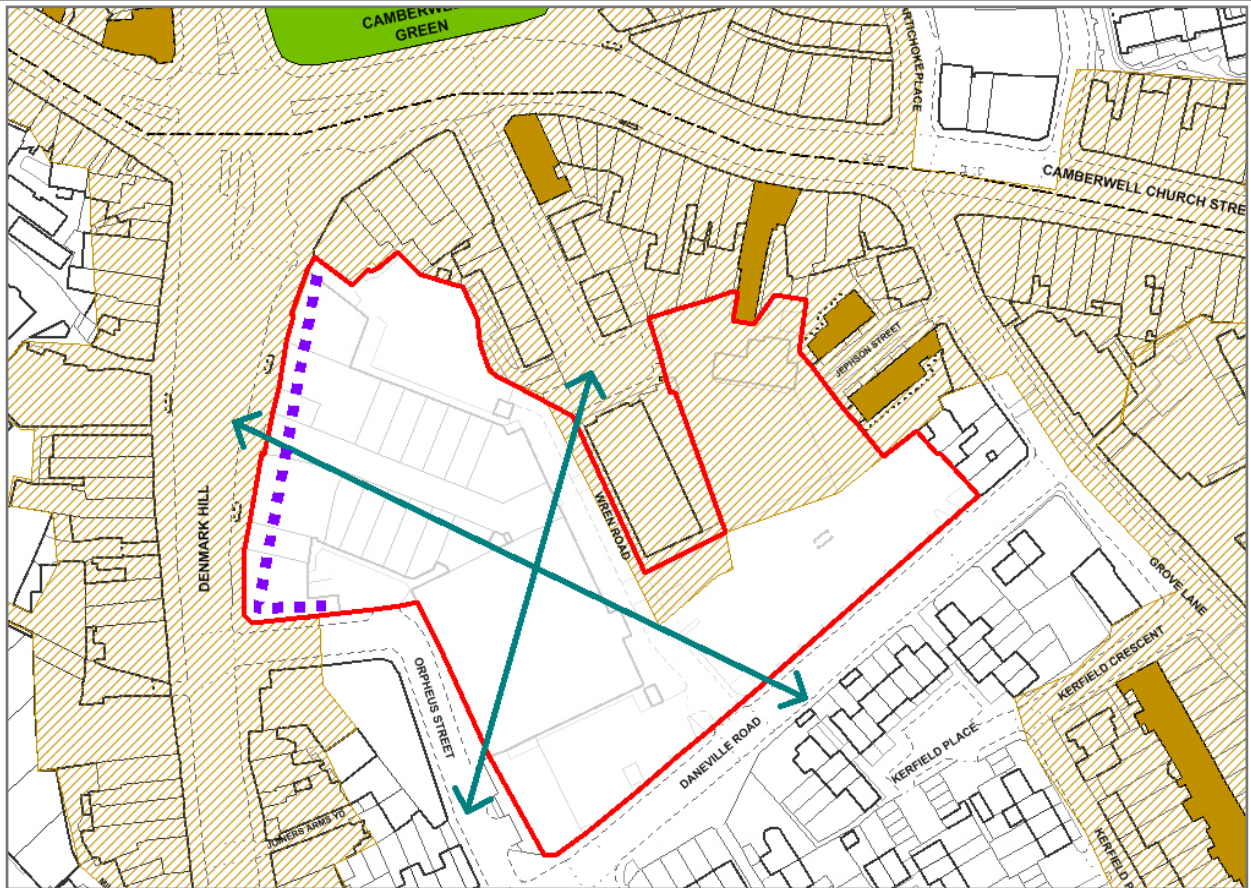 CAMBERWELL
GREEN
ARTICHOKE PLACE
CAMBERWELL CHURCH STRE
JEPHSON STREET
WREN ROAD
DENMARK HILL
GROVE LANE
KERFIELD CRESCENT
ORPHEUS STREET
DANEVILLE ROAD
KERFIELD PLACE
JOINERS ARMS YD
KERFIELD